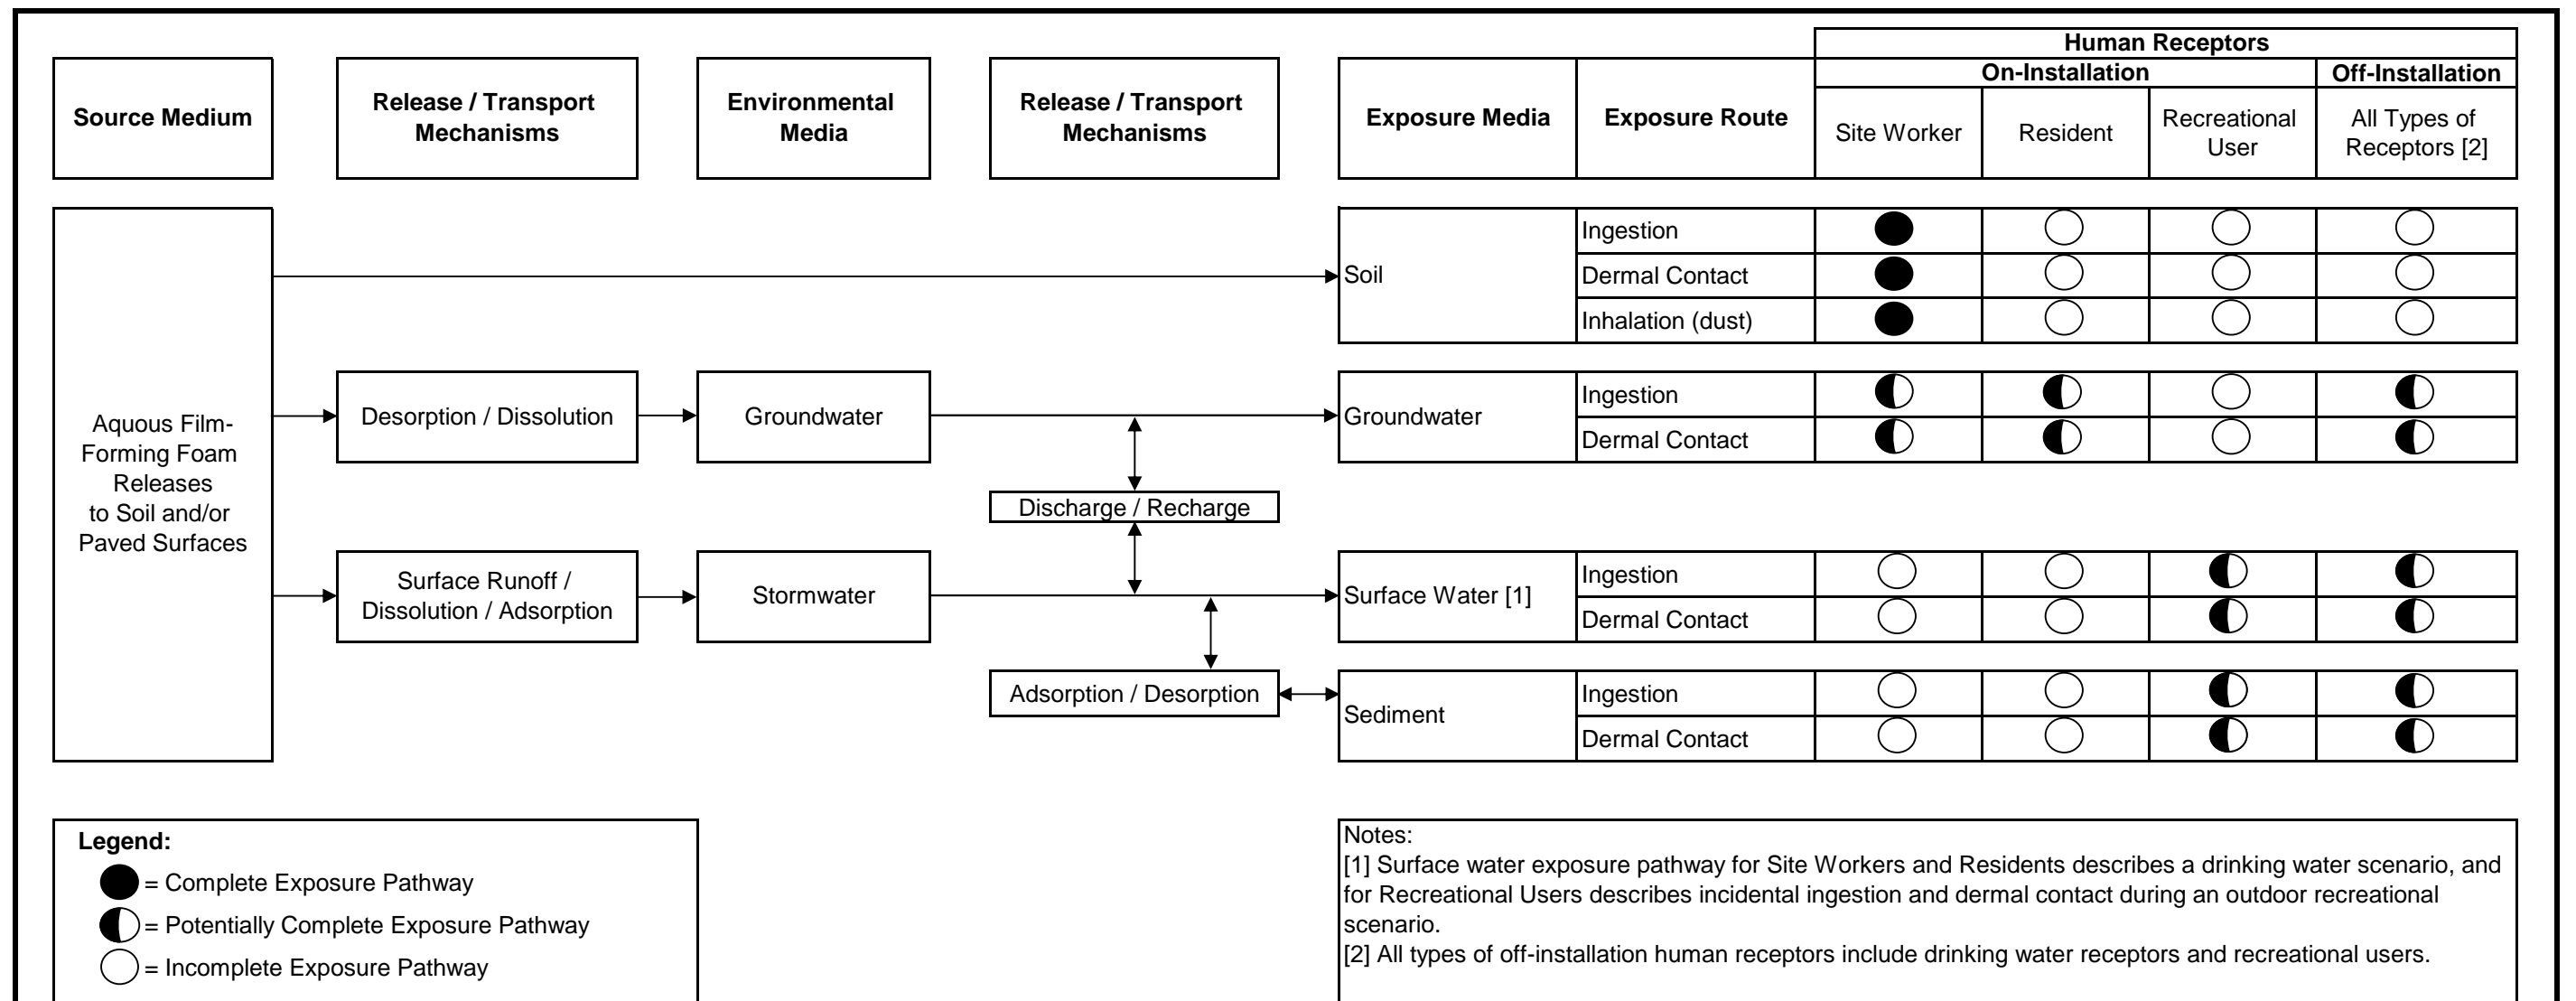 Human Receptors
On-Installation
Off-Installation
Source Medium
Release / Transport
Mechanisms
Environmental
Media
Release / Transport
Mechanisms
Exposure Media
Exposure Route
Site Worker
Resident
Recreational
User
All Types of
Receptors [2]
Aquous Film-
Forming Foam
Releases
to Soil and/or
Paved Surfaces
Soil
Ingestion
Dermal Contact
Inhalation (dust)
Desorption / Dissolution
Groundwater
Groundwater
Ingestion
Dermal Contact
Discharge / Recharge
Surface Runoff /
Dissolution / Adsorption
Stormwater
Surface Water [1]
Ingestion
Dermal Contact
Adsorption / Desorption
Sediment
Ingestion
Dermal Contact
Legend:
= Complete Exposure Pathway
= Potentially Complete Exposure Pathway
= Incomplete Exposure Pathway
Notes:
[1] Surface water exposure pathway for Site Workers and Residents describes a drinking water scenario, and
for Recreational Users describes incidental ingestion and dermal contact during an outdoor recreational
scenario.
[2] All types of off-installation human receptors include drinking water receptors and recreational users.